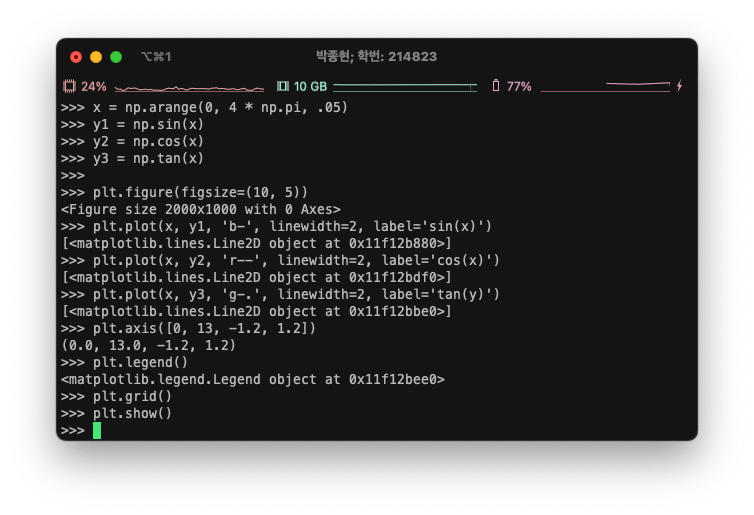 ⌥⌘1 박종현; 학번: 214823
24% 10 GB 77%
>>> x = np.arange(0, 4 * np.pi, .05)
>>> y1 = np.sin(x)
>>> y2 = np.cos(x)
>>> y3 = np.tan(x)
>>>
>>> plt.figure(figsize=(10, 5))
<Figure size 2000x1000 with 0 Axes>
>>> plt.plot(x, y1, 'b-', linewidth=2, label='sin(x)')
[<matplotlib.lines.Line2D object at 0x11f12b880>]
>>> plt.plot(x, y2, 'r--', linewidth=2, label='cos(x)')
[<matplotlib.lines.Line2D object at 0x11f12bdf0>]
>>> plt.plot(x, y3, 'g-.', linewidth=2, label='tan(y)')
[<matplotlib.lines.Line2D object at 0x11f12bbe0>]
>>> plt.axis([0, 13, -1.2, 1.2])
(0.0, 13.0, -1.2, 1.2)
>>> plt.legend()
<matplotlib.legend.Legend object at 0x11f12bee0>
>>> plt.grid()
>>> plt.show()
>>>